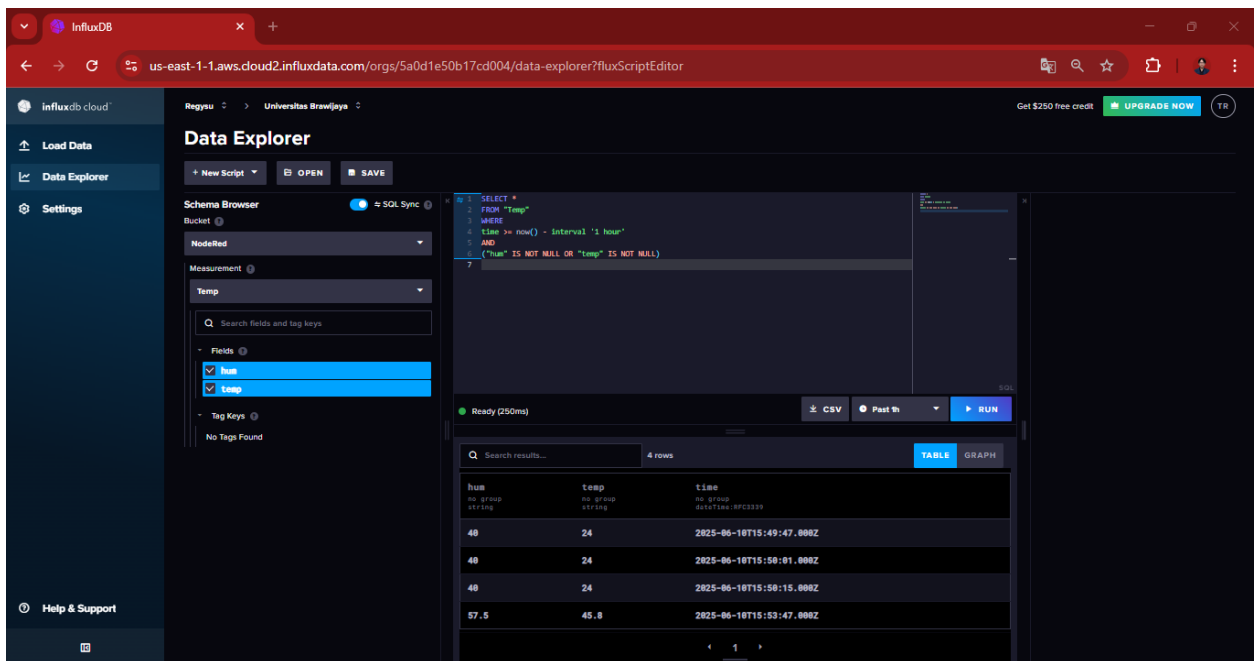 InfluxDB
us-east-1-1.aws.cloud2.influxdata.com/orgs/5a0d1e50b17cd004/data-explorer?fluxScriptEditor
influxdb cloud
Regysu > Universitas Brawijaya
Get $250 free credit
UPGRADE NOW
TR
Load Data
Data Explorer
Settings
Help & Support
Data Explorer
+ New Script
OPEN
SAVE
Schema Browser
SQL Sync
Bucket
NodeRed
Measurement
Temp
Search fields and tag keys
Fields
hum
temp
Tag Keys
No Tags Found
1 SELECT *
2 FROM "Temp"
3 WHERE
4 time >= now() - interval '1 hour'
5 AND
6 ("hum" IS NOT NULL OR "temp" IS NOT NULL)
7
SQL
Ready (250ms)
CSV
Past 1h
RUN
Search results...
4 rows
TABLE GRAPH
hum temp time
no group no group no group
string string dateTime:RFC3339
40 24 2025-06-10T15:49:47.000Z
40 24 2025-06-10T15:50:01.000Z
40 24 2025-06-10T15:50:15.000Z
57.5 45.8 2025-06-10T15:53:47.000Z
1